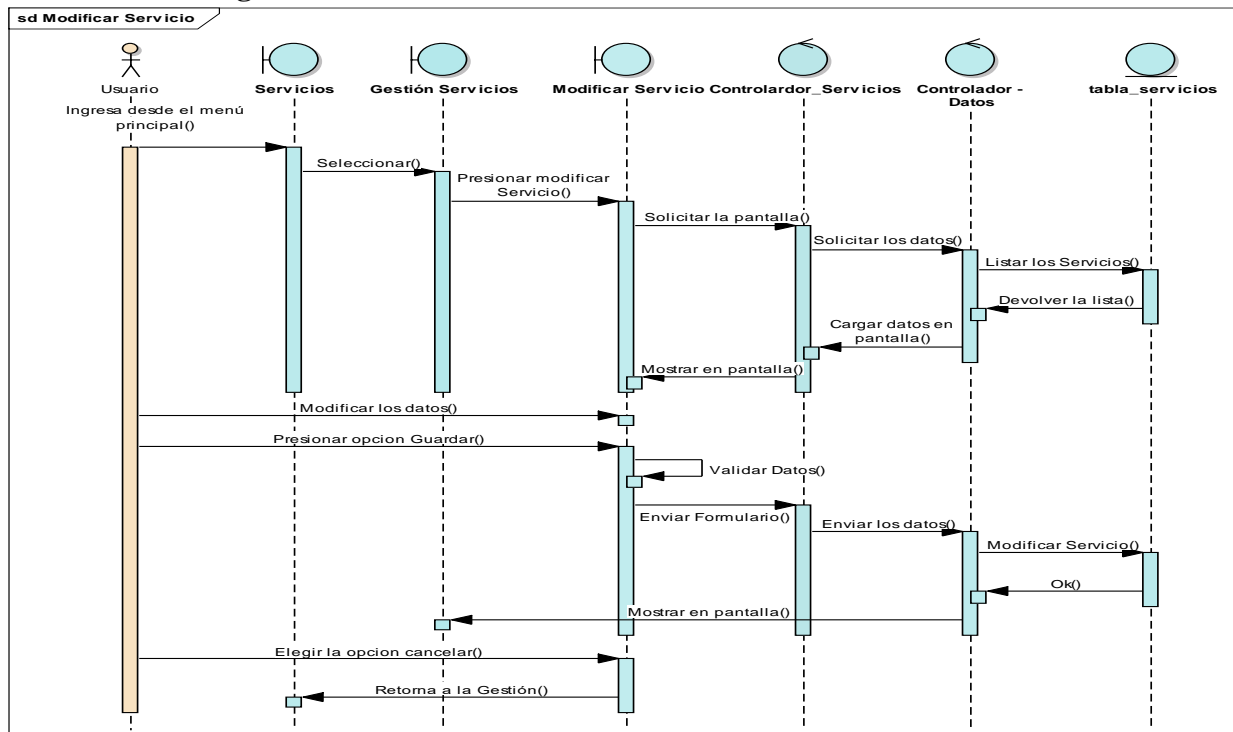 sd Modificar Servicio
Usuario
Servicios
Gestión Servicios
Modificar Servicio
Controlardor_Servicios
Controlador -
Datos
tabla_servicios
Ingresa desde el menú
principal()
Seleccionar()
Presionar modificar
Servicio()
Solicitar la pantalla()
Solicitar los datos()
Listar los Servicios()
Devolver la lista()
Cargar datos en
pantalla()
Mostrar en pantalla()
Modificar los datos()
Presionar opcion Guardar()
Validar Datos()
Enviar Formulario()
Enviar los datos()
Modificar Servicio()
Ok()
Mostrar en pantalla()
Elegir la opcion cancelar()
Retorna a la Gestión()